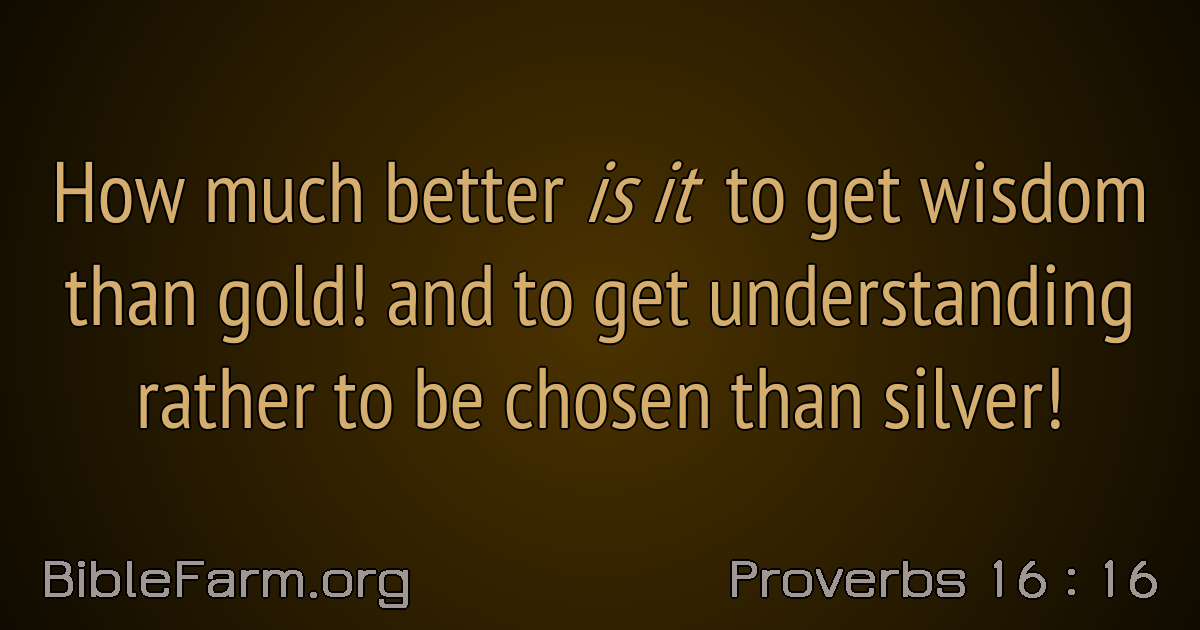 How much better is it to get wisdom
than gold! and to get understanding
rather to be chosen than silver!
BibleFarm.org
Proverbs 16 : 16